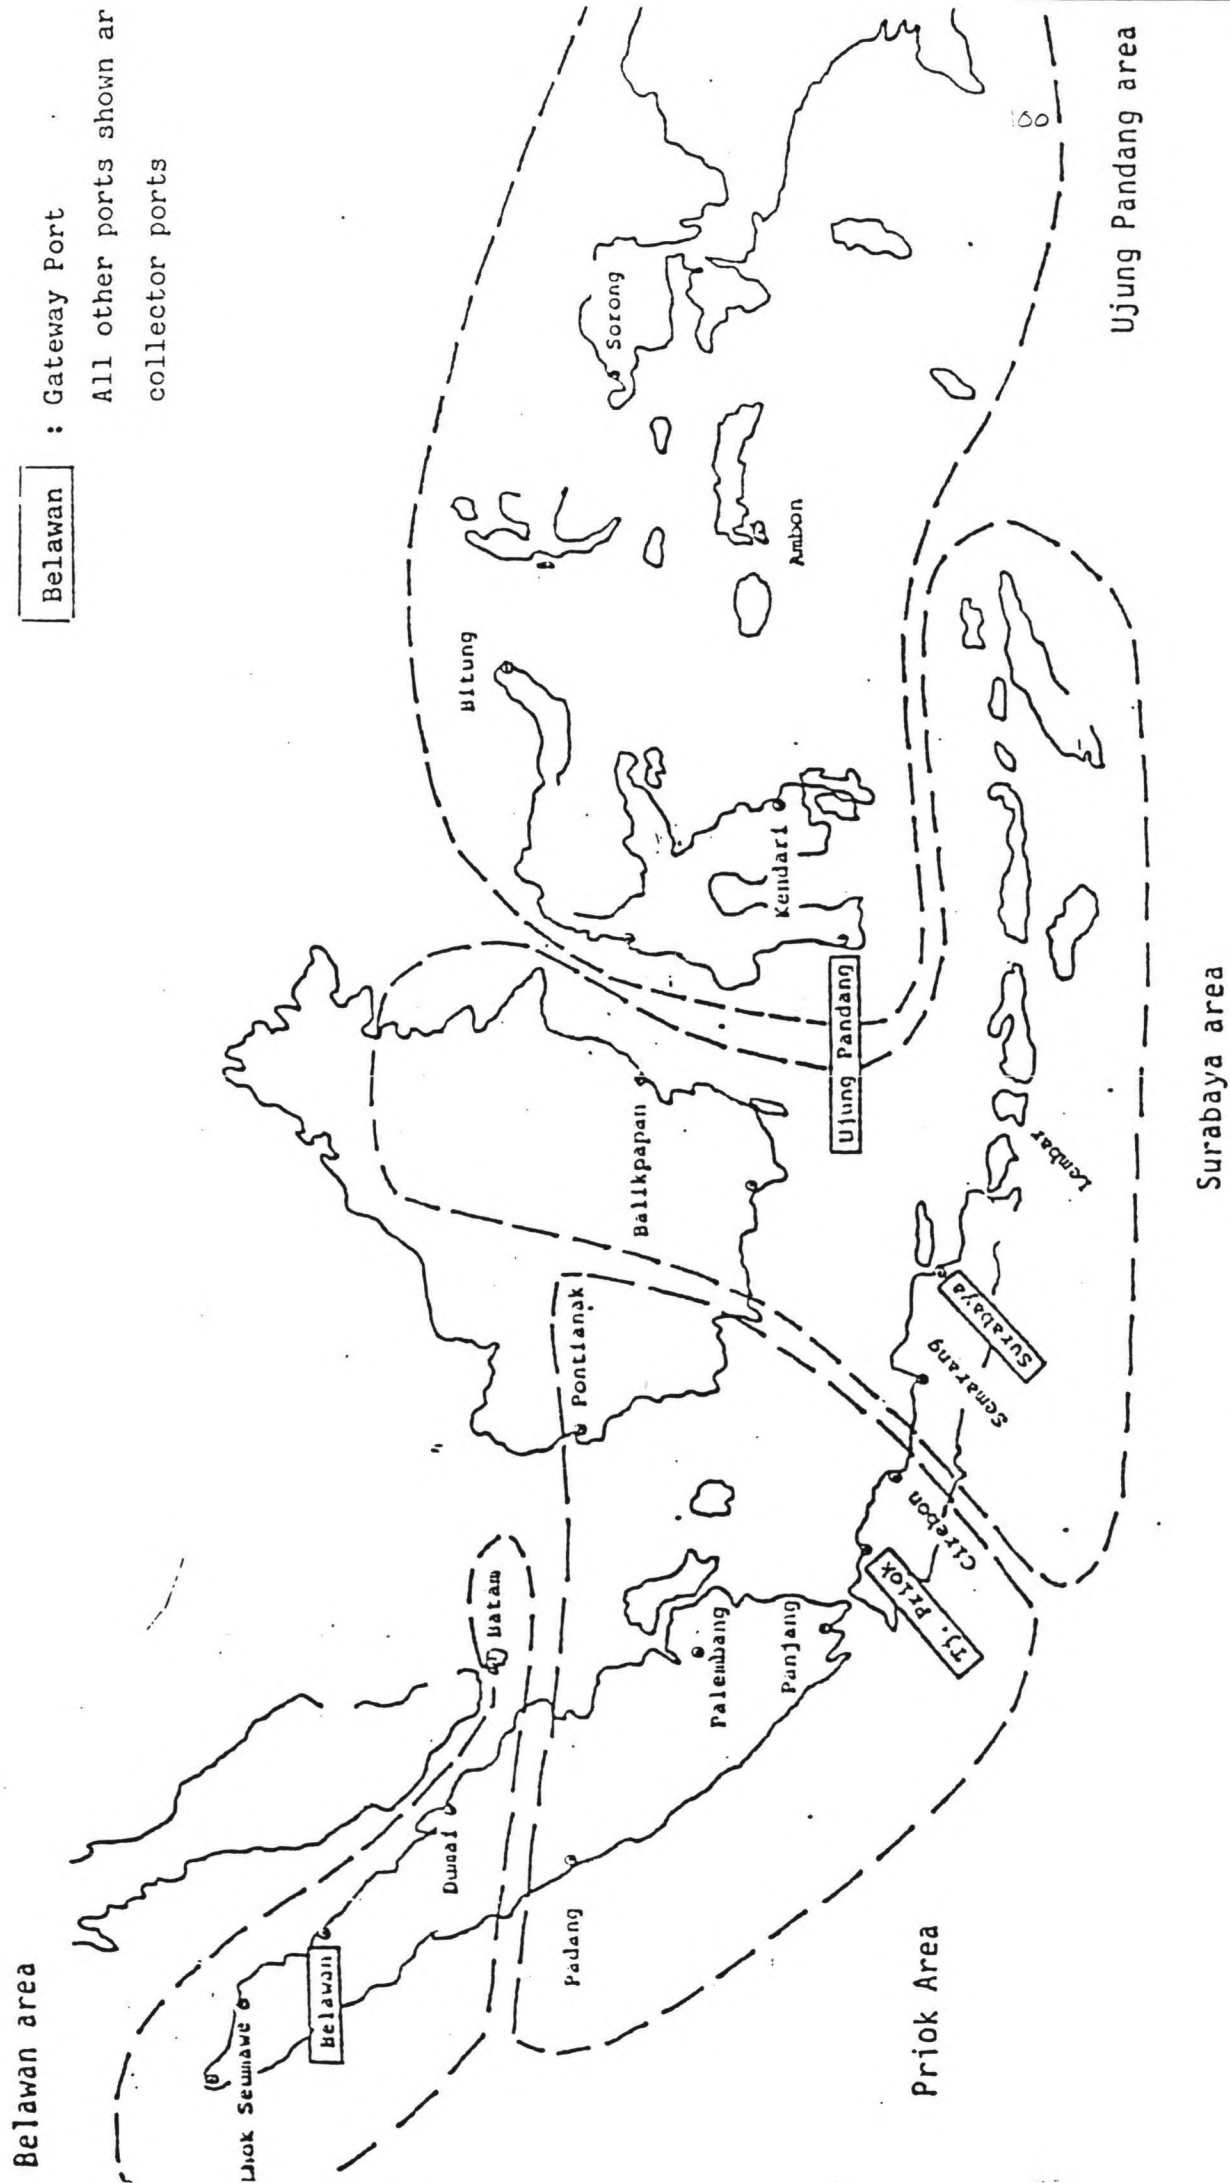 Belawan area
Belawan : Gateway Port
All other ports shown ar
collector ports
Belawan
Dumai
Batam
Padang
Palembang
Panjang
Tj. Priok
Cirebon
Semarang
Surabaya
Lembar
Pontianak
Balikpapan
Ujung Pandang
Kendari
Bitung
Ambon
Sorong
Priok Area
Surabaya area
Ujung Pandang area